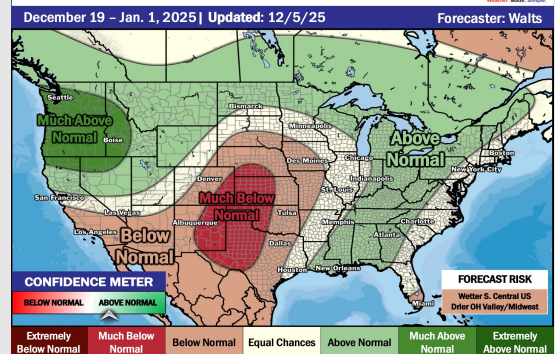 Weather. Made. Simple.
December 19 – Jan. 1, 2025 | Updated: 12/5/25
Forecaster: Walts
Seattle
Much Above
Normal
Boise
Bismarck
Minneapolis
Above
Normal
Boston
New York City
Chicago
Des Moines
Indianapolis
Denver
St. Louis
San Francisco
Las Vegas
Much Below
Normal
Albuquerque
Tulsa
Memphis
Charlotte
Los Angeles
Below
Normal
Dallas
Atlanta
Houston
New Orleans
Miami
CONFIDENCE METER
BELOW NORMAL
ABOVE NORMAL
FORECAST RISK
Wetter S. Central US
Drier OH Valley/Midwest
Extremely
Below Normal
Much Below
Normal
Below Normal
Equal Chances
Above Normal
Much Above
Normal
Extremely
Above Normal